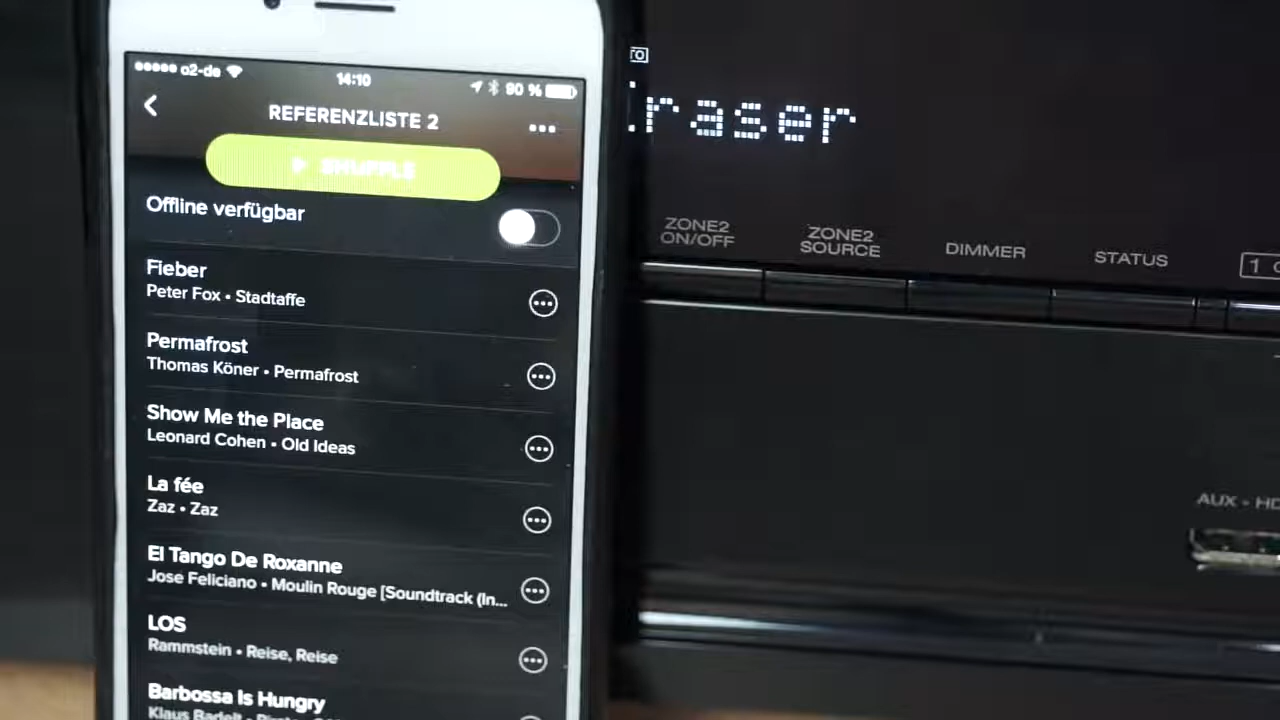 o2-de
14:10
90 %
REFERENZLISTE 2
SHUFFLE
Offline verfügbar
Fieber
Peter Fox • Stadtaffe
Permafrost
Thomas Köner • Permafrost
Show Me the Place
Leonard Cohen • Old Ideas
La fée
Zaz • Zaz
El Tango De Roxanne
Jose Feliciano • Moulin Rouge [Soundtrack (In...
LOS
Rammstein • Reise, Reise
Barbossa Is Hungry
Klaus Badelt •
raser
ZONE2
ON/OFF
ZONE2
SOURCE
DIMMER
STATUS
1
AUX - HD